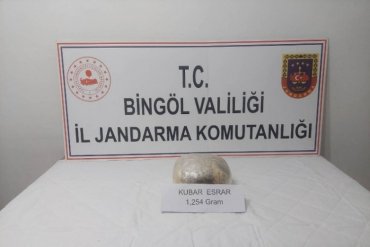 T.C.
BİNGÖL VALİLİĞİ
İL JANDARMA KOMUTANLIĞI
KUBAR ESRAR
1,254 Gram